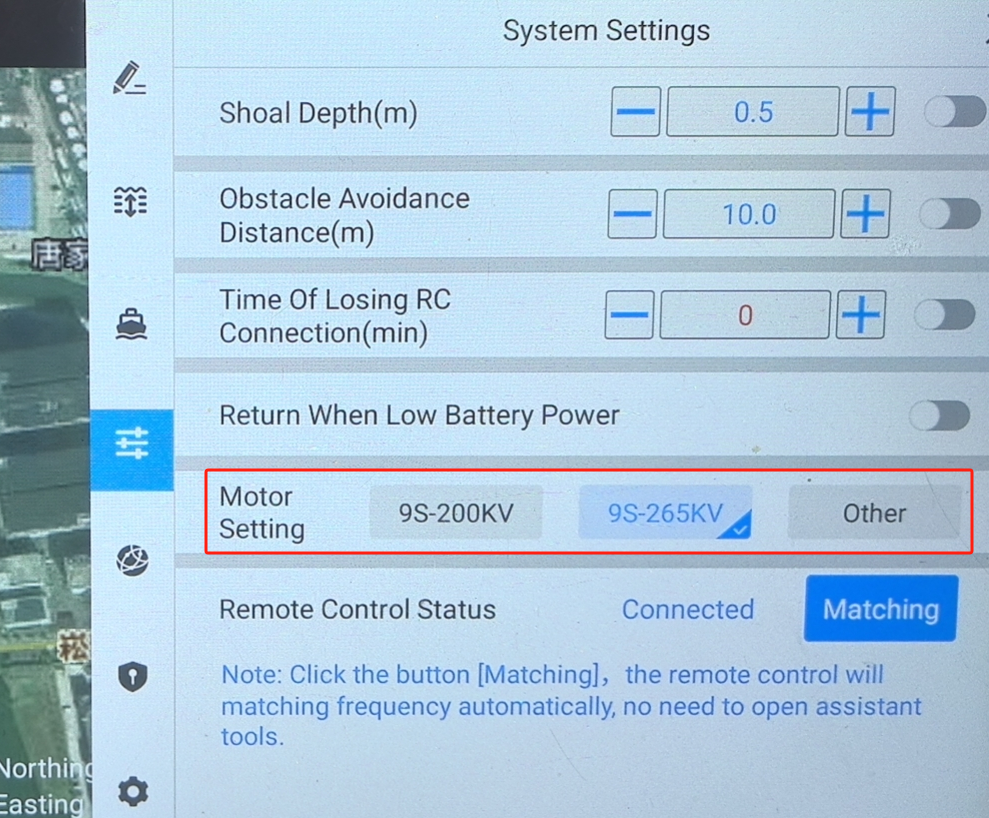 System Settings
Shoal Depth(m)
0.5
Obstacle Avoidance
Distance(m)
10.0
唐家
Time Of Losing RC
Connection(min)
0
Return When Low Battery Power
Motor
Setting
9S-200KV
9S-265KV
Other
Remote Control Status
Connected
Matching
Note: Click the button [Matching]，the remote control will
matching frequency automatically, no need to open assistant
tools.
崧
Northing
Easting